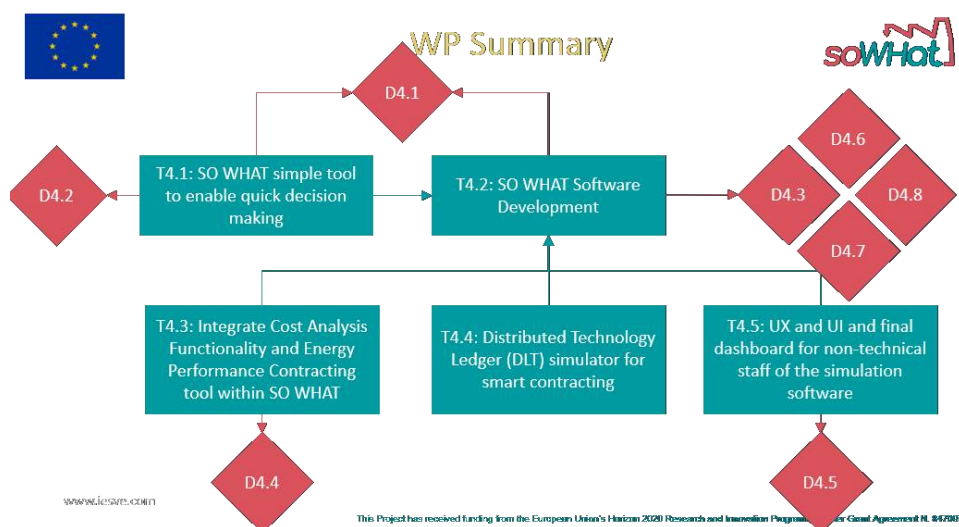 WP Summary
soWHat
D4.1
D4.6
D4.2
T4.1: SO WHAT simple tool
to enable quick decision
making
T4.2: SO WHAT Software
Development
D4.3
D4.8
D4.7
T4.3: Integrate Cost Analysis
Functionality and Energy
Performance Contracting
tool within SO WHAT
T4.4: Distributed Technology
Ledger (DLT) simulator for
smart contracting
T4.5: UX and UI and final
dashboard for non-technical
staff of the simulation
software
D4.4
D4.5
www.iesve.com
This Project has received funding from the European Union's Horizon 2020 Research and Innovation Grant Agreement N.